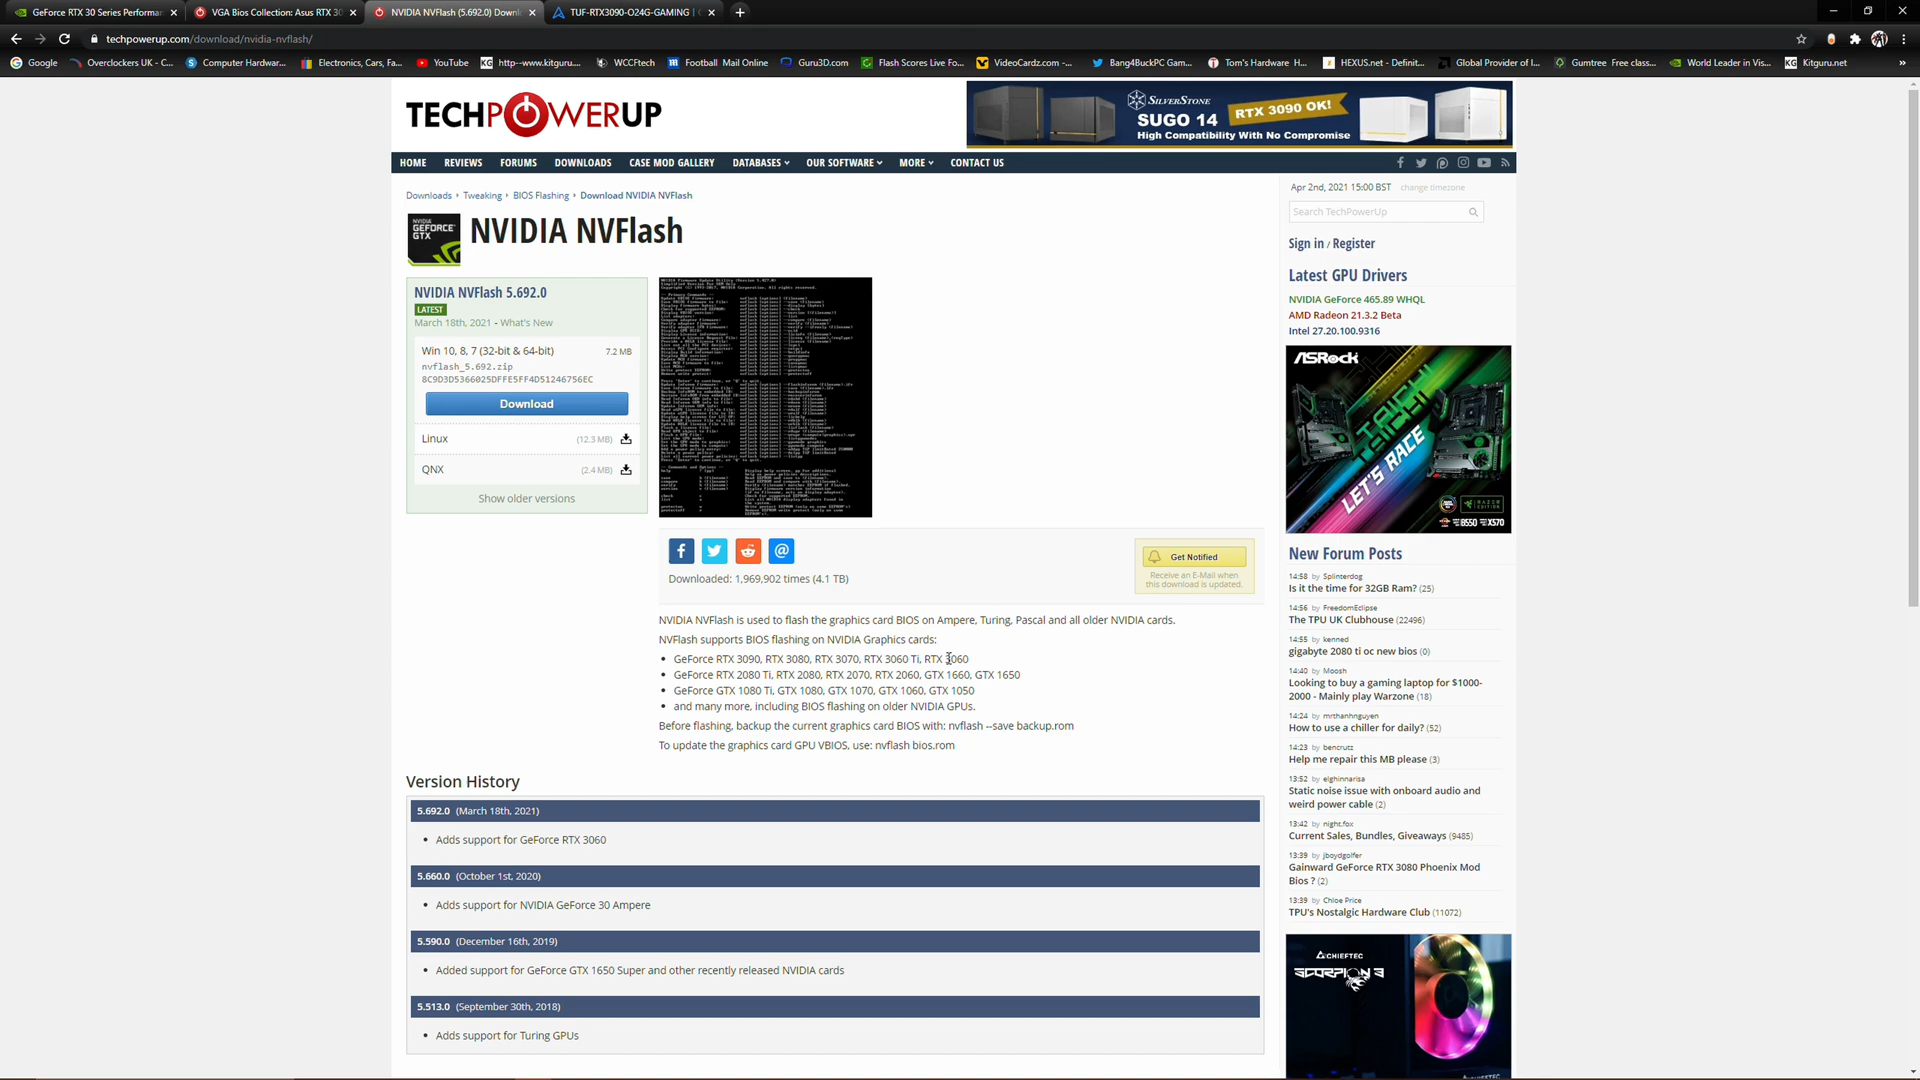 GeForce RTX 30 Series Performan
VGA Bios Collection: Asus RTX 30
NVIDIA NVFlash (5.692.0) Downl
TUF-RTX3090-O24G-GAMING |
techpowerup.com/download/nvidia-nvflash/
Google
Overclockers UK - C...
Computer Hardwar...
Electronics, Cars, Fa...
YouTube
http--www.kitguru....
WCCFtech
Football Mail Online
Guru3D.com
Flash Scores Live Fo...
VideoCardz.com -...
Bang4BuckPC Gam...
Tom's Hardware H...
HEXUS.net - Definit...
Global Provider of I...
Gumtree Free class...
World Leader in Vis...
Kitguru.net
TECHPOWERUP
SILVERSTONE
SUGO 14
RTX 3090 OK!
High Compatibility With No Compromise
HOME REVIEWS FORUMS DOWNLOADS CASE MOD GALLERY DATABASES OUR SOFTWARE MORE CONTACT US
Downloads Tweaking BIOS Flashing Download NVIDIA NVFlash
NVIDIA
GEFORCE
GTX
NVIDIA NVFlash
NVIDIA NVFlash 5.692.0
LATEST
March 18th, 2021 - What's New
Win 10, 8, 7 (32-bit & 64-bit) 7.2 MB
nvflash_5.692.zip
8C9D3D5366025DFFE5FF4D51246756EC
Download
Linux (12.3 MB)
QNX (2.4 MB)
Show older versions
Downloaded: 1,969,902 times (4.1 TB)
Get Notified
Receive an E-Mail when
this download is updated.
NVIDIA NVFlash is used to flash the graphics card BIOS on Ampere, Turing, Pascal and all older NVIDIA cards.
NVFlash supports BIOS flashing on NVIDIA Graphics cards:
• GeForce RTX 3090, RTX 3080, RTX 3070, RTX 3060 Ti, RTX 3060
• GeForce RTX 2080 Ti, RTX 2080, RTX 2070, RTX 2060, GTX 1660, GTX 1650
• GeForce GTX 1080 Ti, GTX 1080, GTX 1070, GTX 1060, GTX 1050
• and many more, including BIOS flashing on older NVIDIA GPUs.
Before flashing, backup the current graphics card BIOS with: nvflash --save backup.rom
To update the graphics card GPU VBIOS, use: nvflash bios.rom
Version History
5.692.0 (March 18th, 2021)
• Adds support for GeForce RTX 3060
5.660.0 (October 1st, 2020)
• Adds support for NVIDIA GeForce 30 Ampere
5.590.0 (December 16th, 2019)
• Added support for GeForce GTX 1650 Super and other recently released NVIDIA cards
5.513.0 (September 30th, 2018)
• Adds support for Turing GPUs
Apr 2nd, 2021 15:00 BST change timezone
Search TechPowerUp
Sign in / Register
Latest GPU Drivers
NVIDIA GeForce 465.89 WHQL
AMD Radeon 21.3.2 Beta
Intel 27.20.100.9316
ASRock
TAICHI
LET'S RACE
RAZER
EDITION
B550 X570
New Forum Posts
14:58 by Splinterdog
Is it the time for 32GB Ram? (25)
14:56 by FreedomEclipse
The TPU UK Clubhouse (22496)
14:55 by kenned
gigabyte 2080 ti oc new bios (0)
14:40 by Moosh
Looking to buy a gaming laptop for $1000-
2000 - Mainly play Warzone (18)
14:24 by mrthanhnguyen
How to use a chiller for daily? (52)
14:23 by bencrutz
Help me repair this MB please (3)
13:52 by elghinnarisa
Static noise issue with onboard audio and
weird power cable (2)
13:42 by night.fox
Current Sales, Bundles, Giveaways (9485)
13:39 by jboydgolfer
Gainward GeForce RTX 3080 Phoenix Mod
Bios ? (2)
13:39 by Chloe Price
TPU's Nostalgic Hardware Club (11072)
CHIEFTEC
SCORPION 3